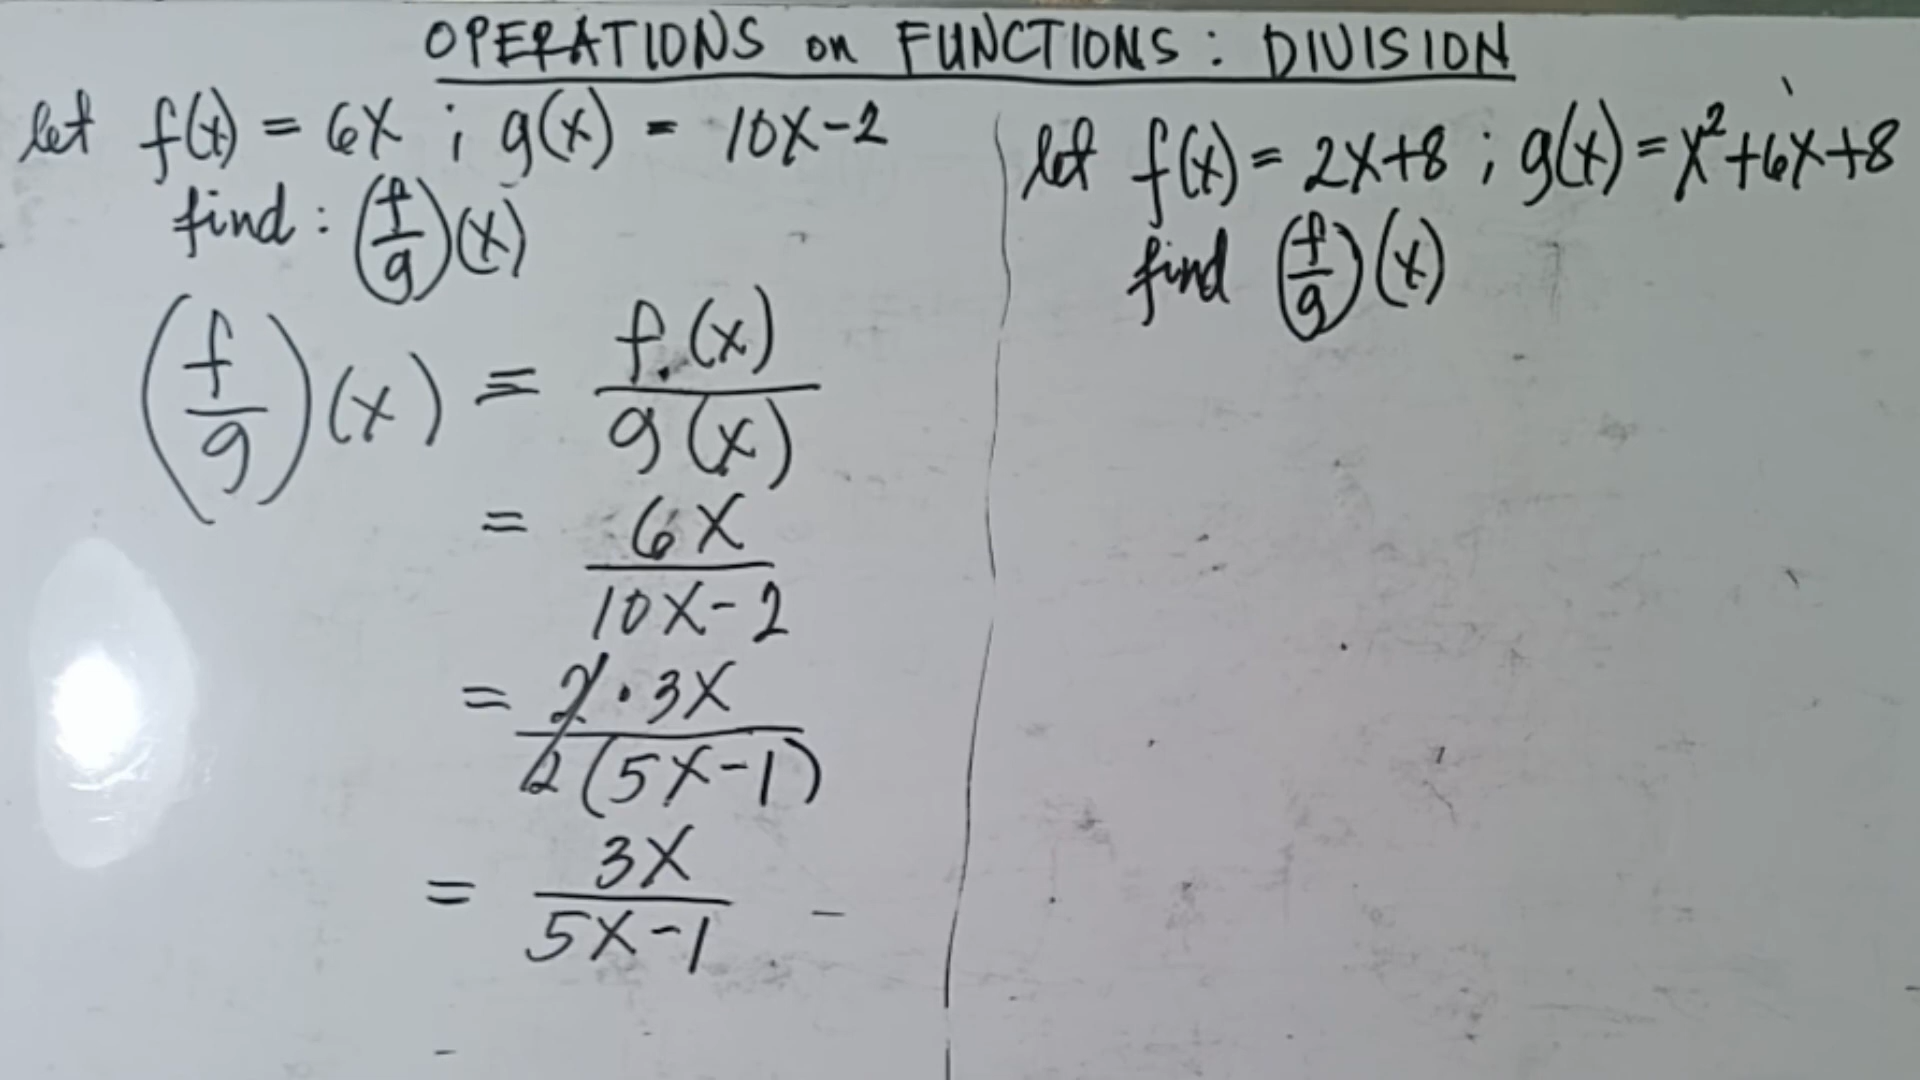 OPERATIONS on FUNCTIONS : DIVISION
let f(x) = 6x ; g(x) = 10x-2
find : (f/g)(x)
(f/g)(x) = f(x)/g(x)
= 6x/10x-2
= 2·3x/2(5x-1)
= 3x/5x-1
let f(x) = 2x+8 ; g(x) = x²+6x+8
find (f/g)(x)